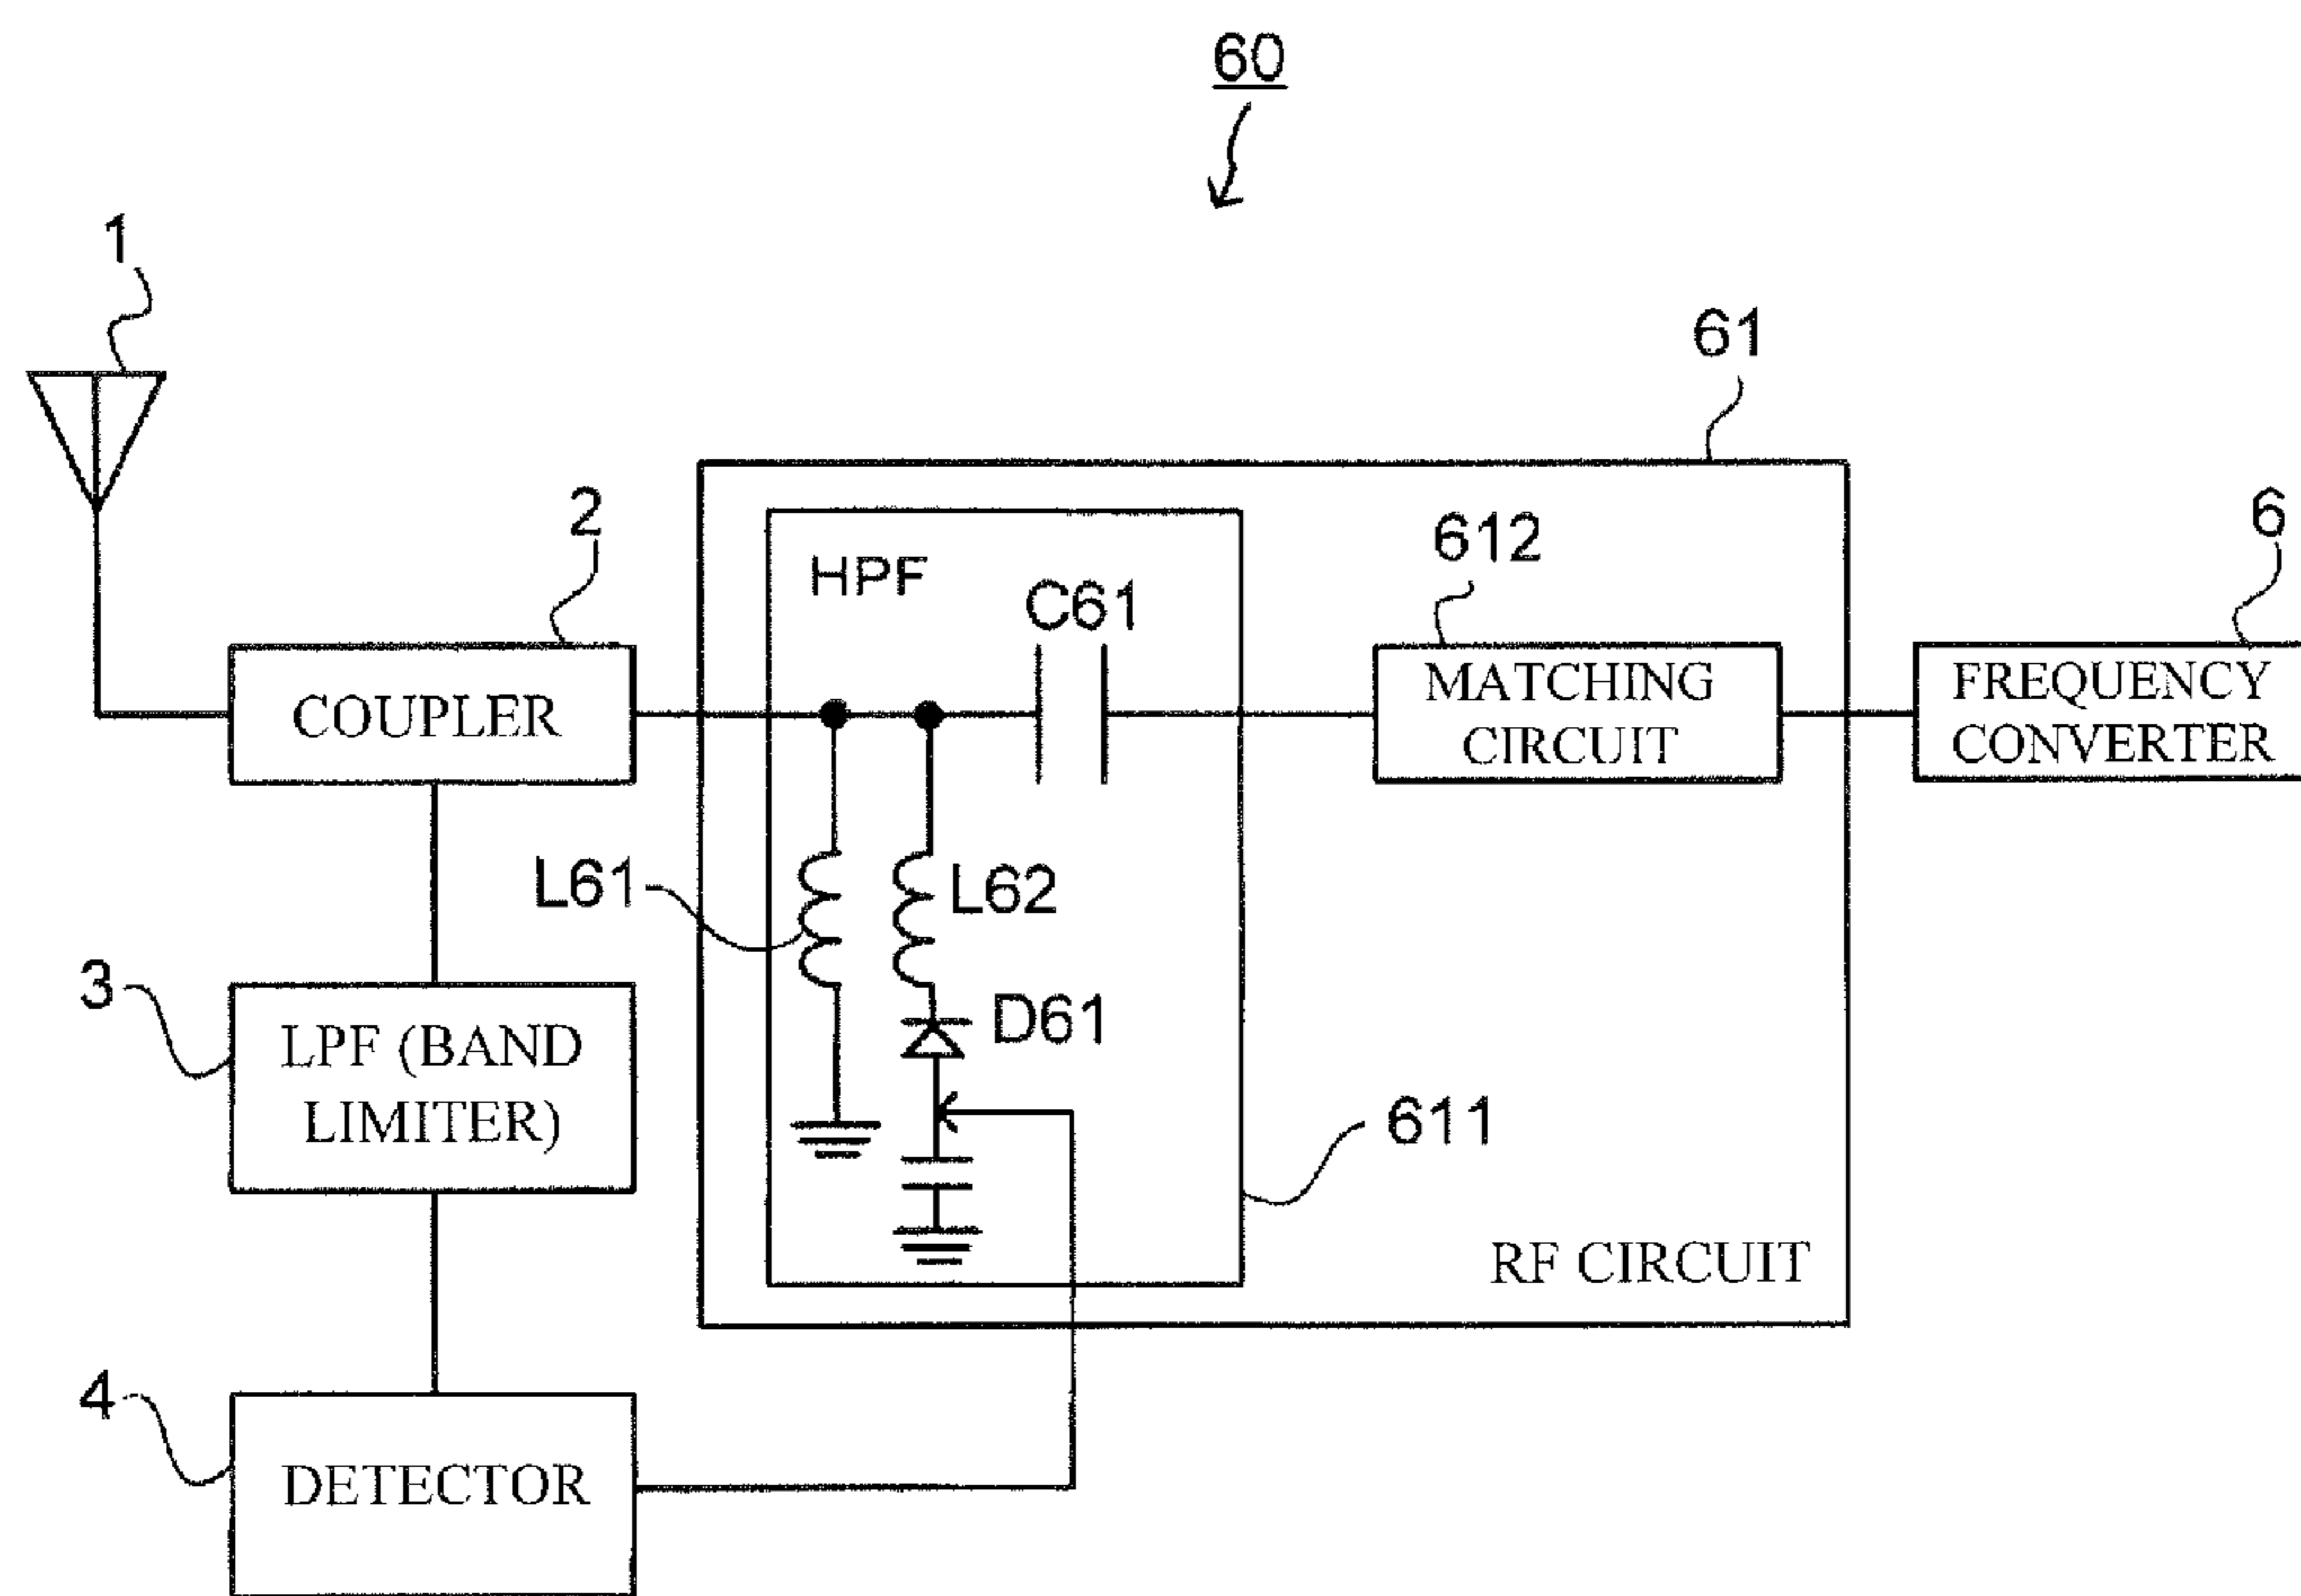 60
1
61
2
612
6
HPF
C61
COUPLER
MATCHING
CIRCUIT
FREQUENCY
CONVERTER
L61
L62
3
D61
LPF (BAND
LIMITER)
611
RF CIRCUIT
4
DETECTOR